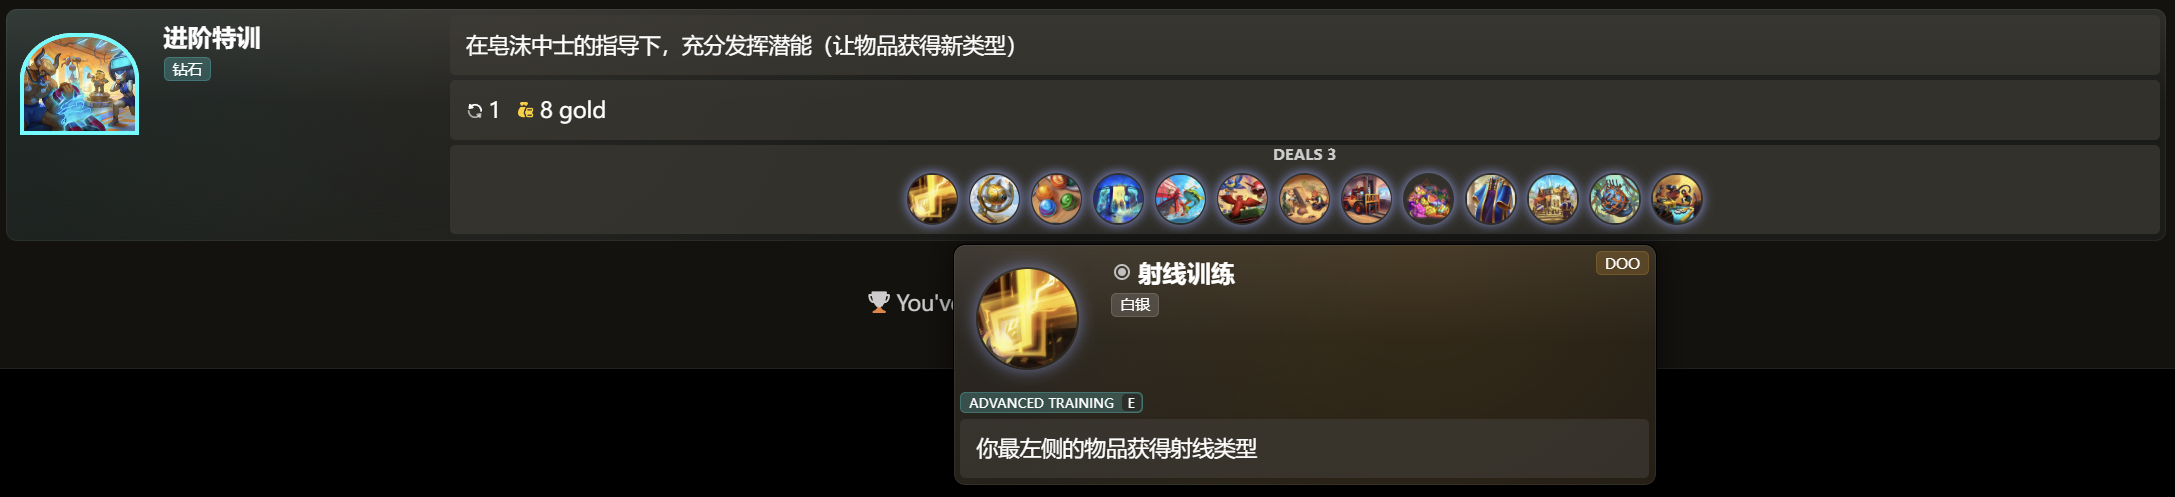 进阶特训
钻石
在皂沫中士的指导下，充分发挥潜能（让物品获得新类型）
1 8 gold
DEALS 3
You've
射线训练
DOO
白银
ADVANCED TRAINING E
你最左侧的物品获得射线类型